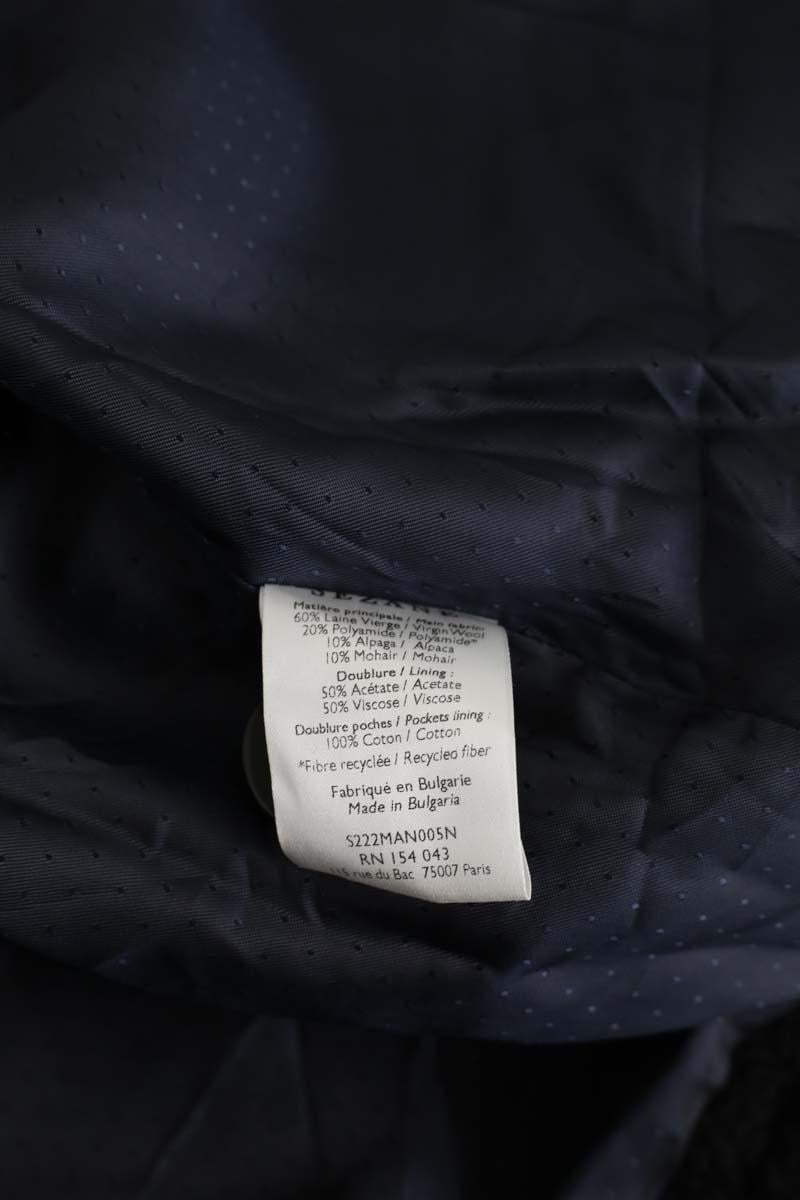 SÉZANE
Matière principale / Main fabric:
60% Laine Vierge / Virgin Wool
20% Polyamide / Polyamide*
10% Alpaga / Alpaca
10% Mohair / Mohair
Doublure / Lining :
50% Acétate / Acetate
50% Viscose / Viscose
Doublure poches / Pockets lining :
100% Coton / Cotton
*Fibre recyclée / Recycled fiber
Fabriqué en Bulgarie
Made in Bulgaria
S222MAN005N
RN 154 043
115 rue du Bac 75007 Paris